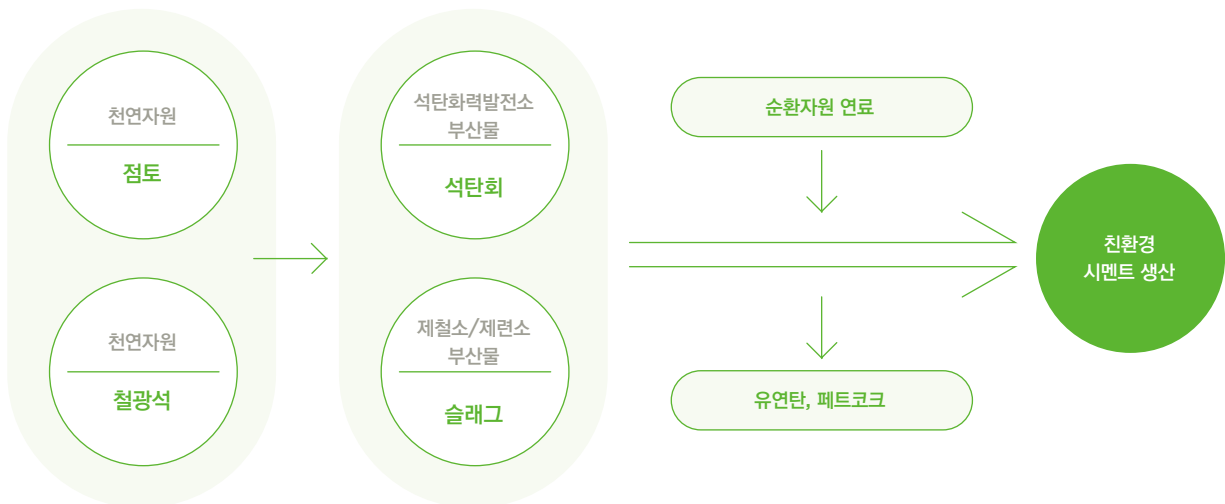 천연자원
점토
천연자원
철광석
석탄화력발전소
부산물
석탄회
제철소/제련소
부산물
슬래그
순환자원 연료
유연탄, 페트코크
친환경
시멘트 생산